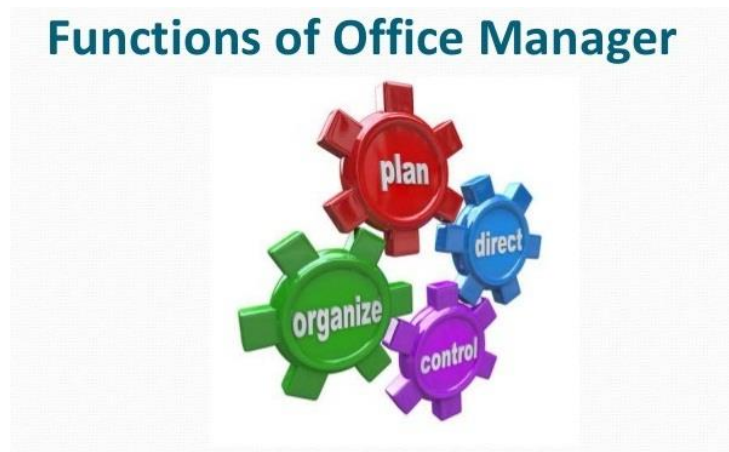 Functions of Office Manager
plan
direct
organize
control